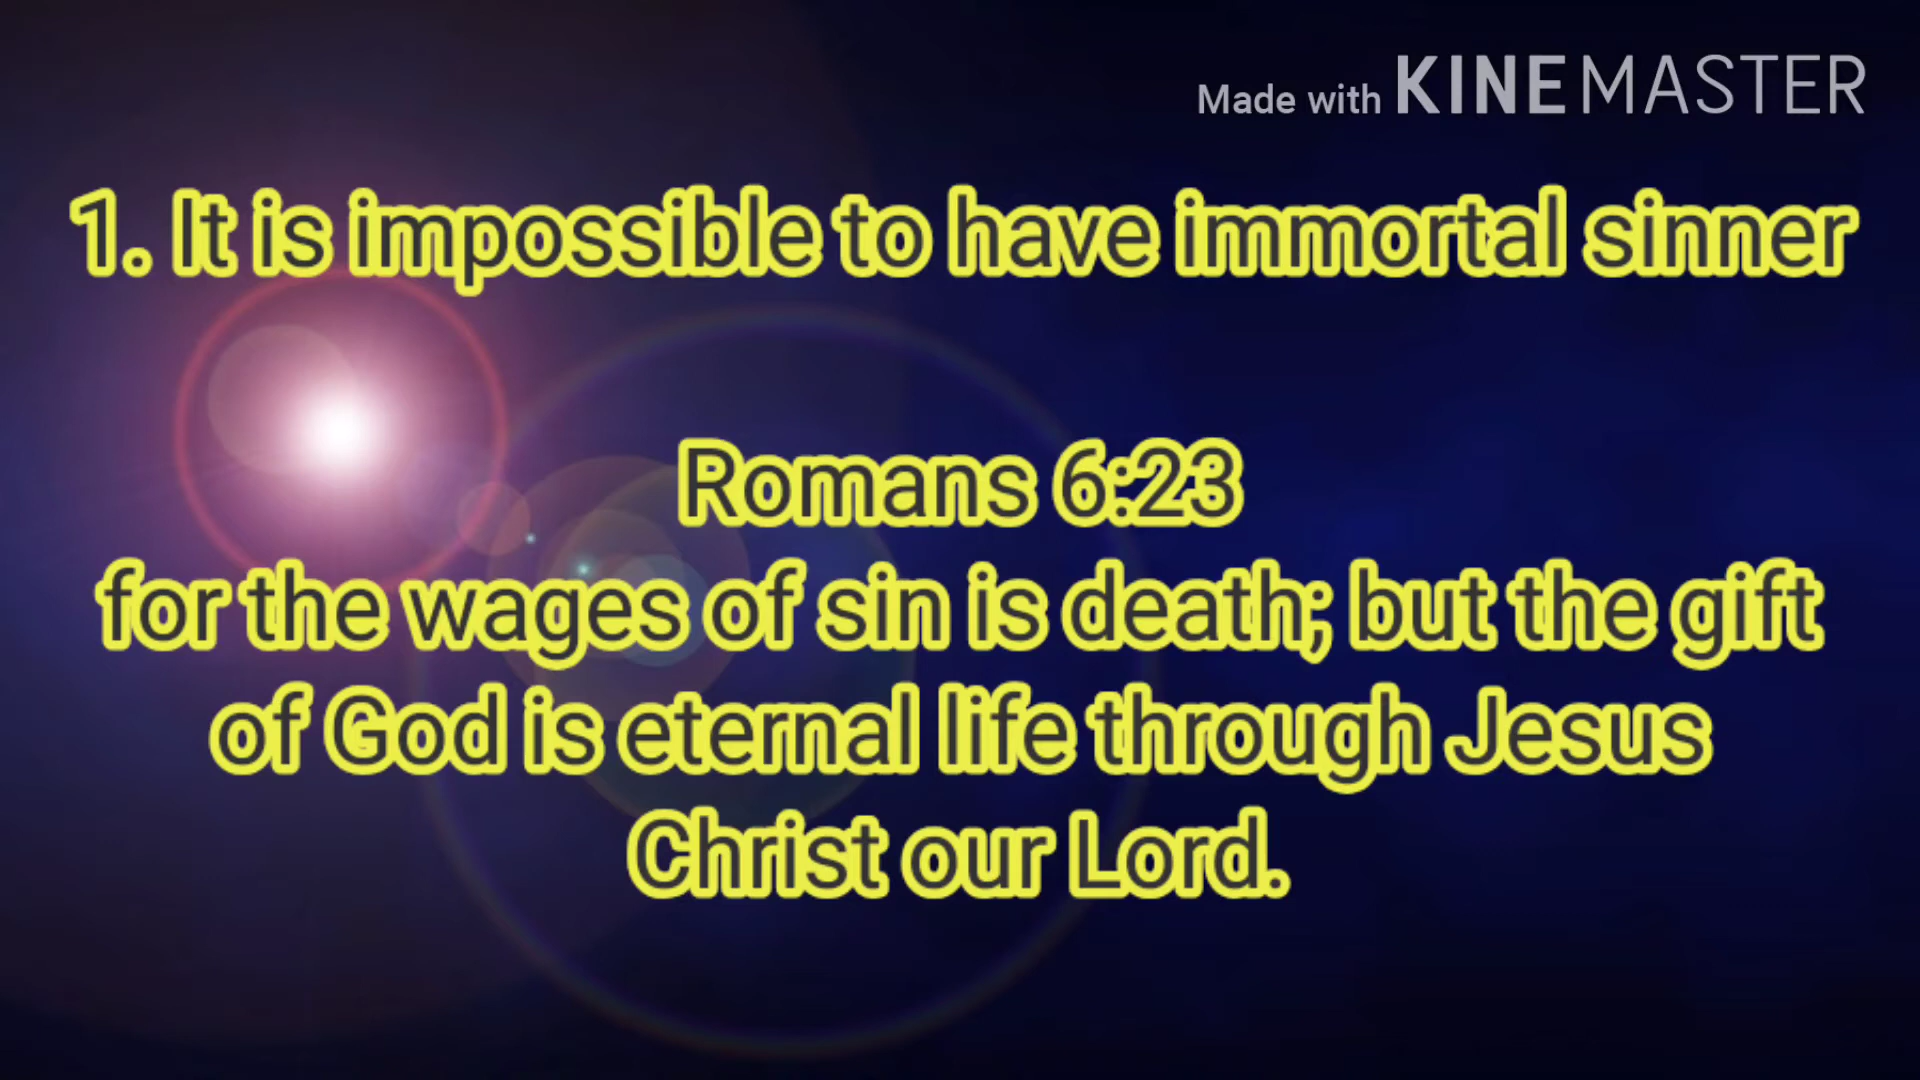 Made with KINEMASTER
1. It is impossible to have immortal sinner
Romans 6:23
for the wages of sin is death; but the gift
of God is eternal life through Jesus
Christ our Lord.